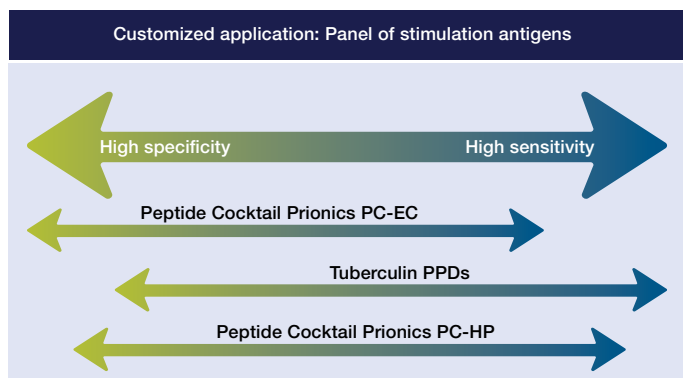 Customized application: Panel of stimulation antigens
High specificity
High sensitivity
Peptide Cocktail Prionics PC-EC
Tuberculin PPDs
Peptide Cocktail Prionics PC-HP